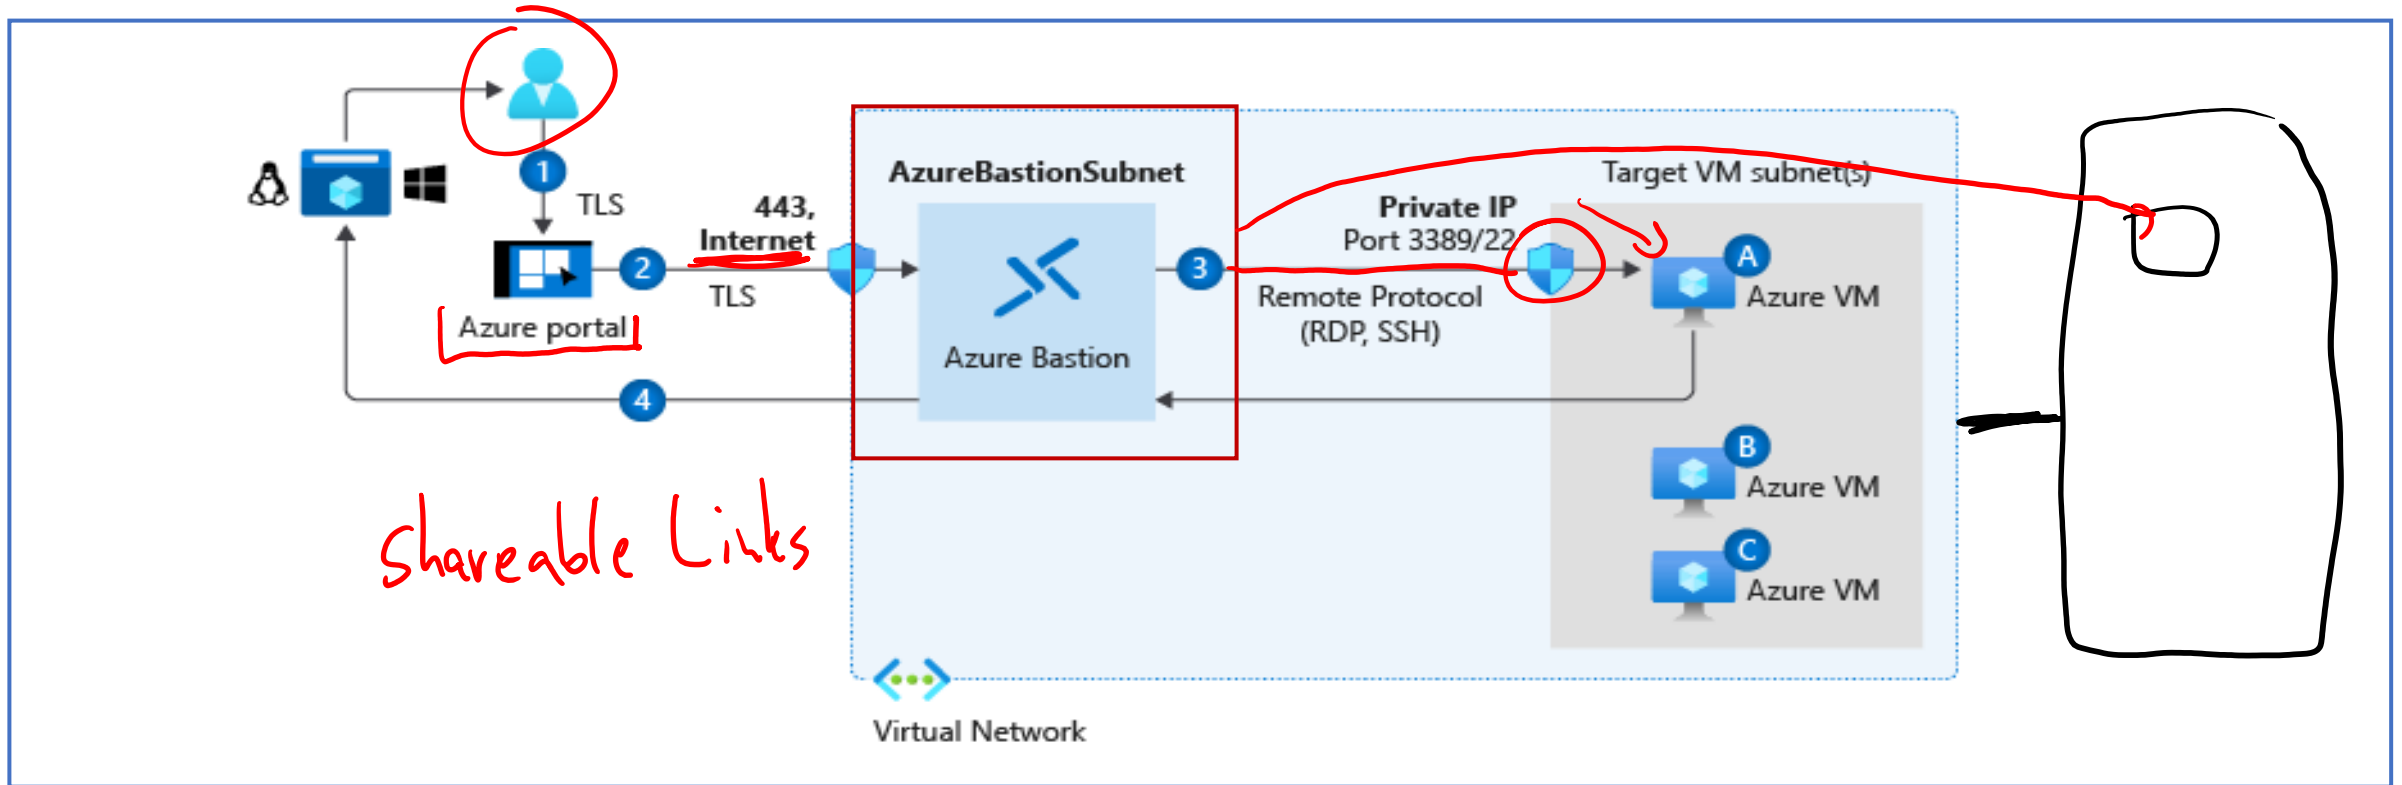 1
TLS
Azure portal
2
443,
Internet
TLS
AzureBastionSubnet
Azure Bastion
3
Private IP
Port 3389/22
Remote Protocol
(RDP, SSH)
Target VM subnet(s)
A
Azure VM
B
Azure VM
C
Azure VM
4
Shareable Links
Virtual Network